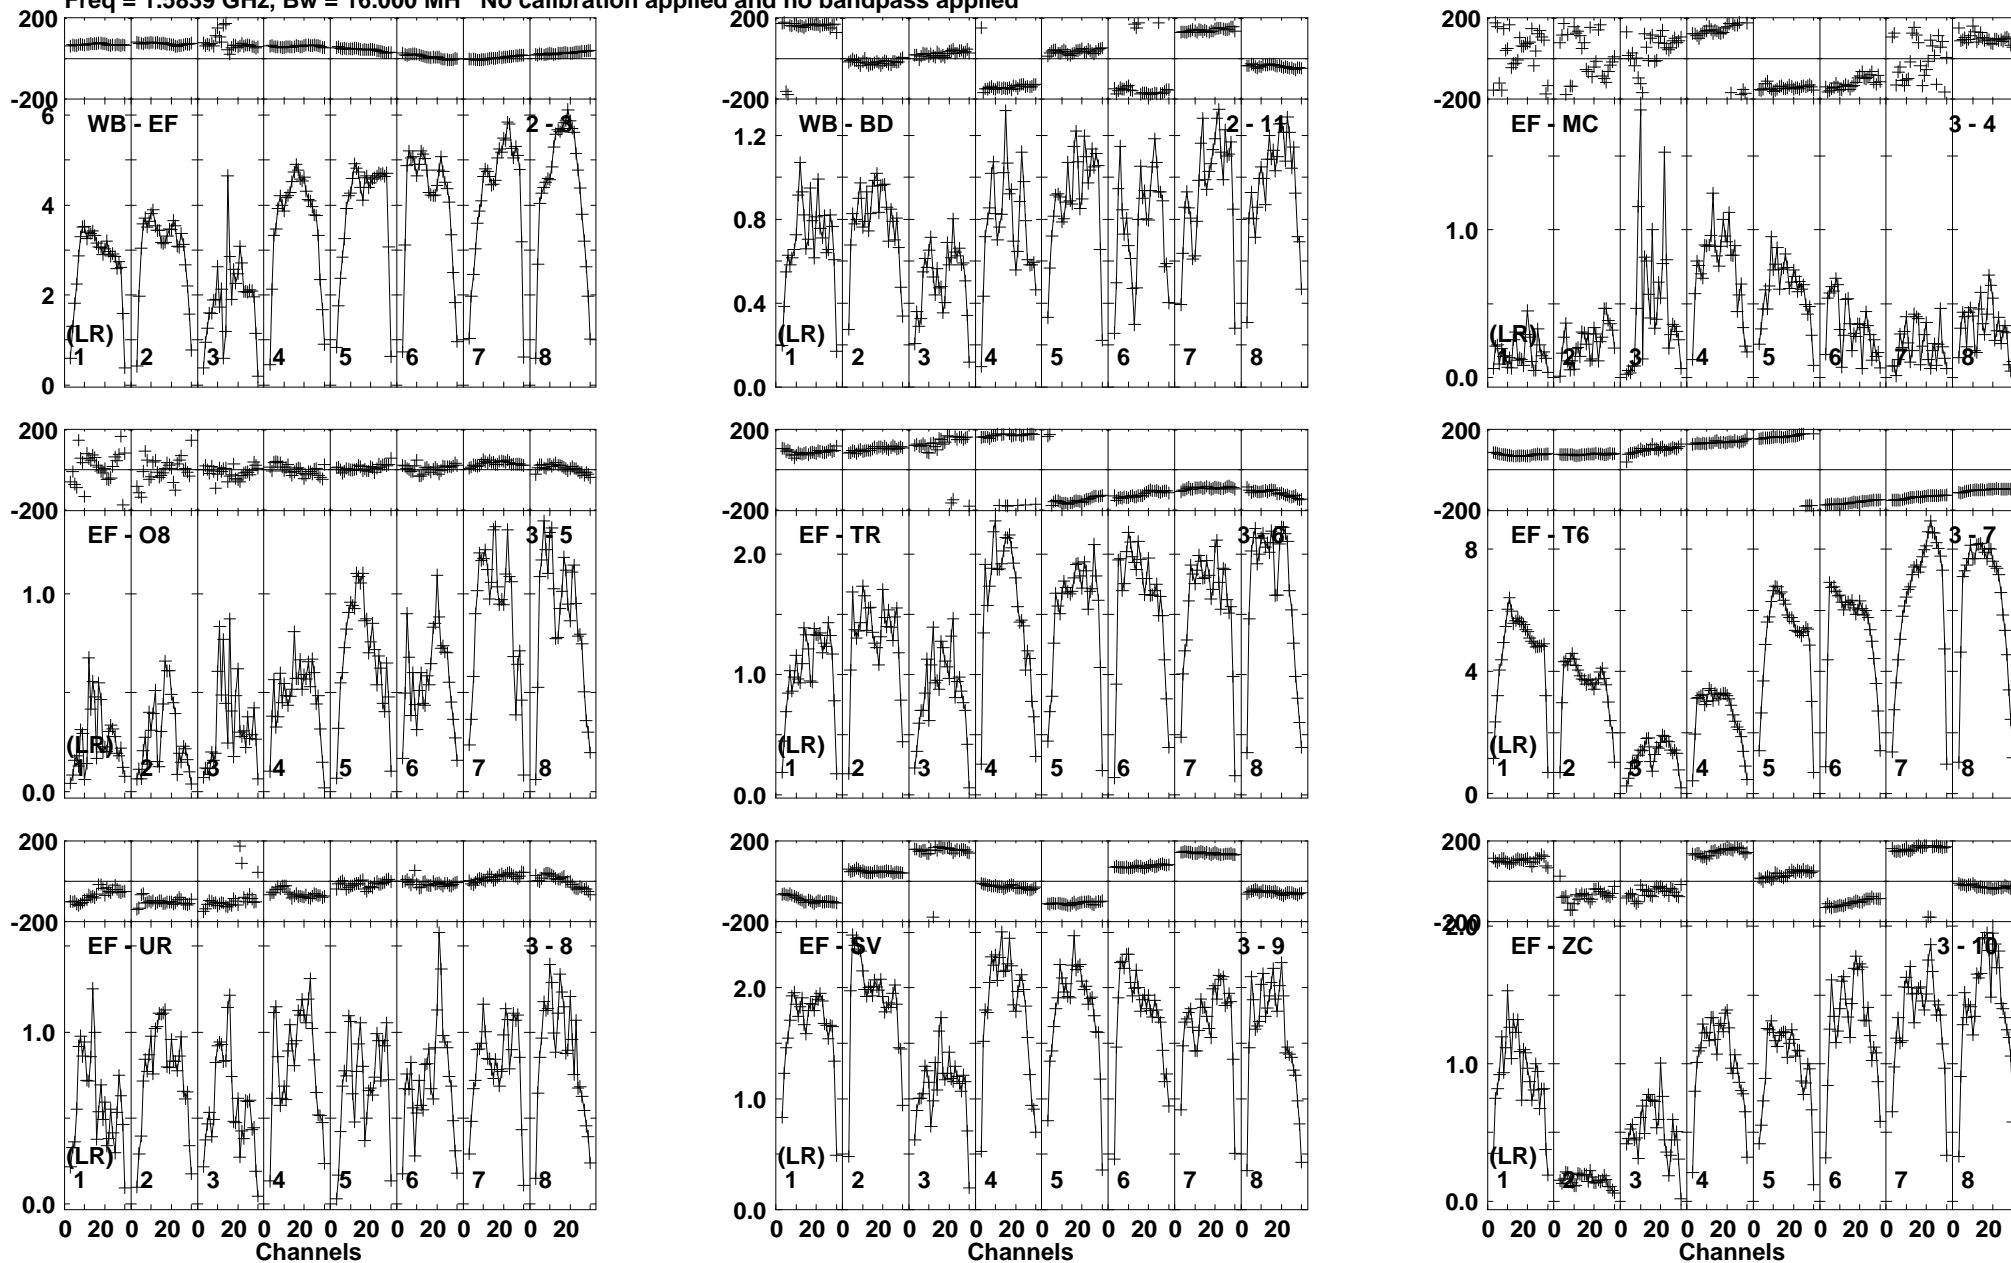 Freq = 1.5839 GHz, Bw = 16.000 MH No calibration applied and no bandpass applied
200
-200
6
4
2
0
WB - EF
2 - 3
(LR)
1 2 3 4 5 6 7 8
200
-200
1.2
0.8
0.4
0.0
WB - BD
2 - 11
(LR)
1 2 3 4 5 6 7 8
200
-200
1.0
0.0
EF - MC
3 - 4
(LR)
1 2 3 4 5 6 7 8
200
-200
1.0
0.0
EF - O8
3 - 5
(LR)
1 2 3 4 5 6 7 8
200
-200
2.0
1.0
0.0
EF - TR
3 - 6
(LR)
1 2 3 4 5 6 7 8
200
-200
8
4
0
EF - T6
3 - 7
(LR)
1 2 3 4 5 6 7 8
200
-200
1.0
0.0
EF - UR
3 - 8
(LR)
1 2 3 4 5 6 7 8
0 20 0 20 0 20 0 20 0 20 0 20 0 20 0 20
Channels
200
-200
2.0
1.0
0.0
EF - SV
3 - 9
(LR)
1 2 3 4 5 6 7 8
0 20 0 20 0 20 0 20 0 20 0 20 0 20 0 20
Channels
200
-200
2.0
1.0
0.0
EF - ZC
3 - 10
(LR)
1 2 3 4 5 6 7 8
0 20 0 20 0 20 0 20 0 20 0 20 0 20 0 20
Channels